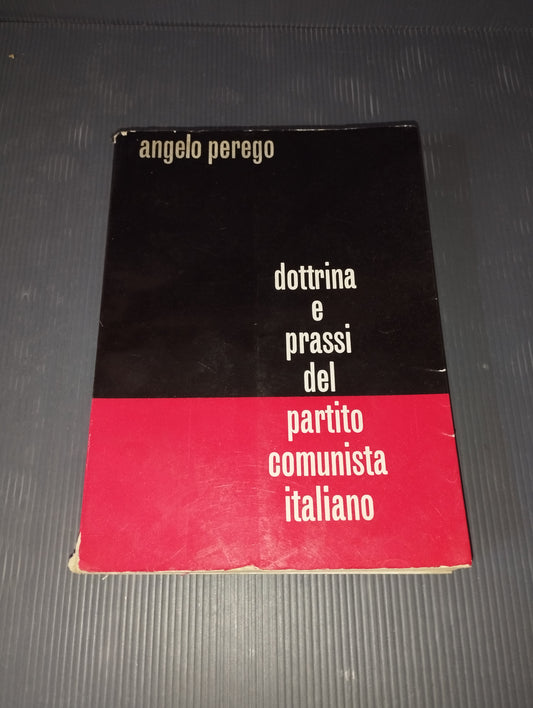 angelo perego
dottrina
e
prassi
del
partito
comunista
italiano